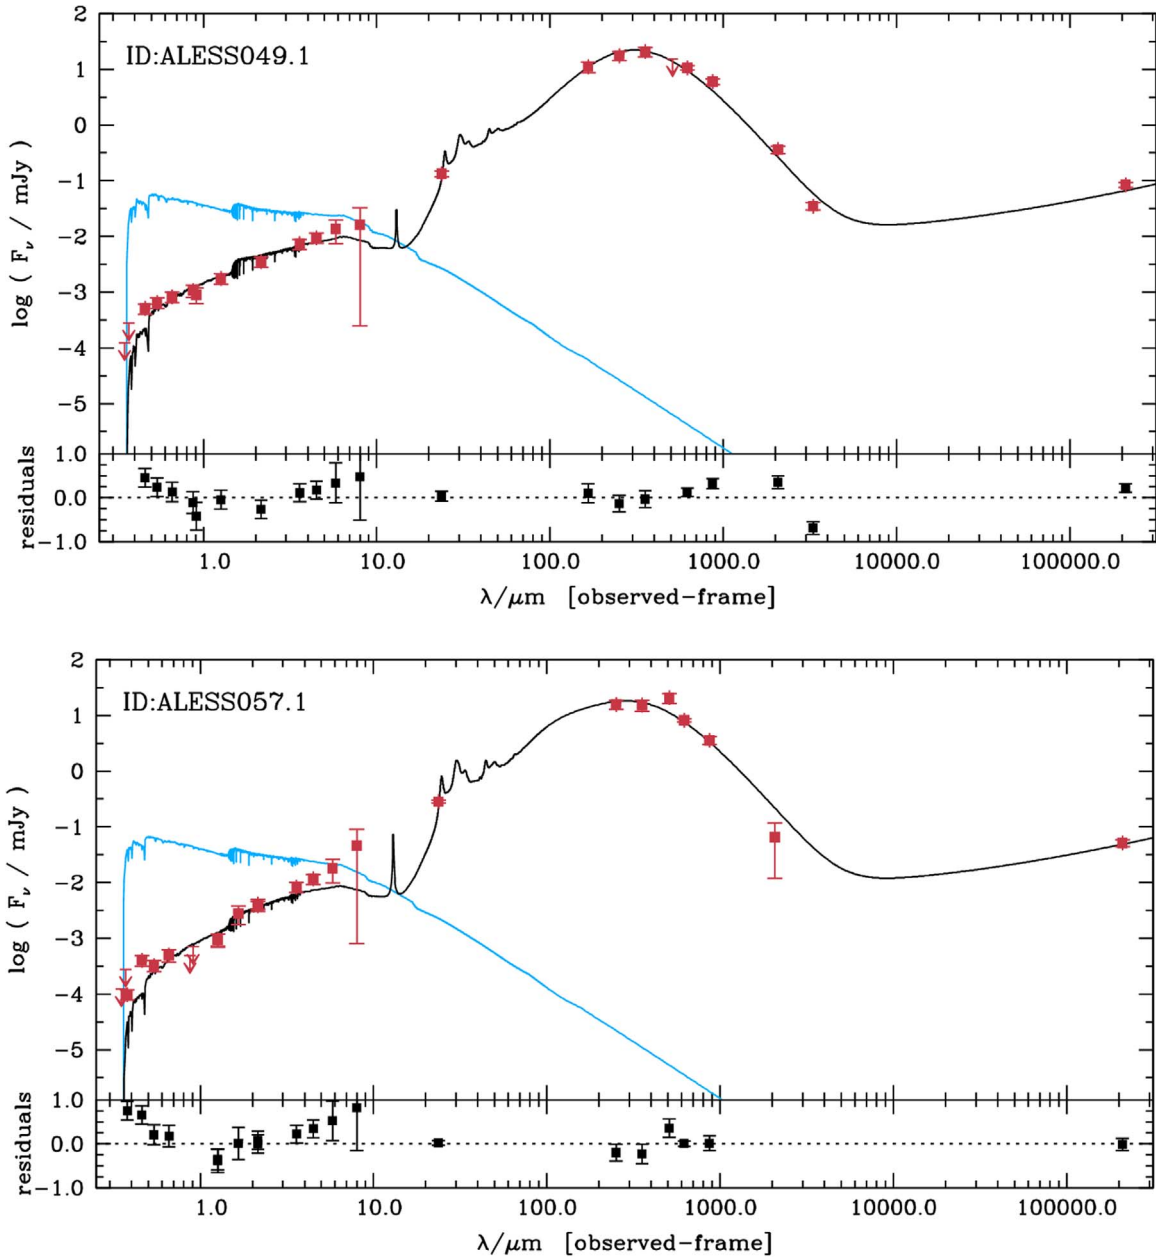 ID:ALESS049.1
log ( Fν / mJy )
2
1
0
−1
−2
−3
−4
−5
residuals
1.0
0.0
−1.0
1.0 10.0 100.0 1000.0 10000.0 100000.0
λ/μm [observed−frame]
ID:ALESS057.1
log ( Fν / mJy )
2
1
0
−1
−2
−3
−4
−5
residuals
1.0
0.0
−1.0
1.0 10.0 100.0 1000.0 10000.0 100000.0
λ/μm [observed−frame]